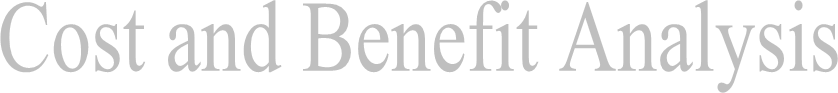 Cost and Benefit Analysis